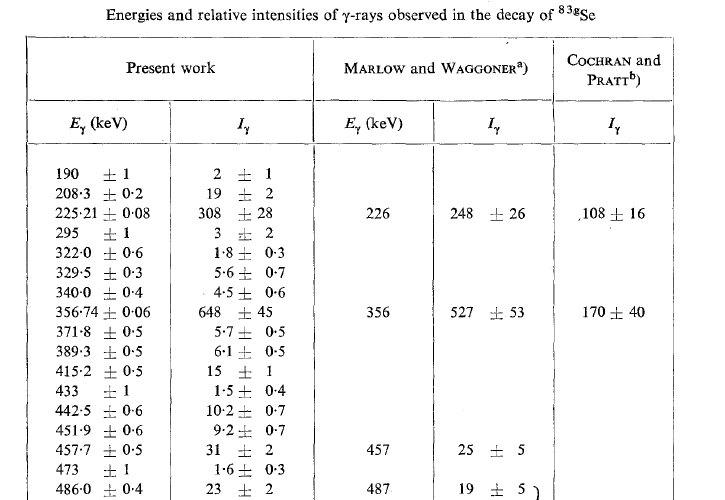 Energies and relative intensities of γ-rays observed in the decay of ⁸³ᵍSe
Present work MARLOW and WAGGONERᵃ) COCHRAN and PRATTᵇ)
Eᵧ (keV) Iᵧ Eᵧ (keV) Iᵧ Iᵧ
190 ± 1 2 ± 1
208·3 ± 0·2 19 ± 2
225·21 ± 0·08 308 ± 28 226 248 ± 26 108 ± 16
295 ± 1 3 ± 2
322·0 ± 0·6 1·8 ± 0·3
329·5 ± 0·3 5·6 ± 0·7
340·0 ± 0·4 4·5 ± 0·6
356·74 ± 0·06 648 ± 45 356 527 ± 53 170 ± 40
371·8 ± 0·5 5·7 ± 0·5
389·3 ± 0·5 6·1 ± 0·5
415·2 ± 0·5 15 ± 1
433 ± 1 1·5 ± 0·4
442·5 ± 0·6 10·2 ± 0·7
451·9 ± 0·6 9·2 ± 0·7
457·7 ± 0·5 31 ± 2 457 25 ± 5
473 ± 1 1·6 ± 0·3
486·0 ± 0·4 23 ± 2 487 19 ± 5